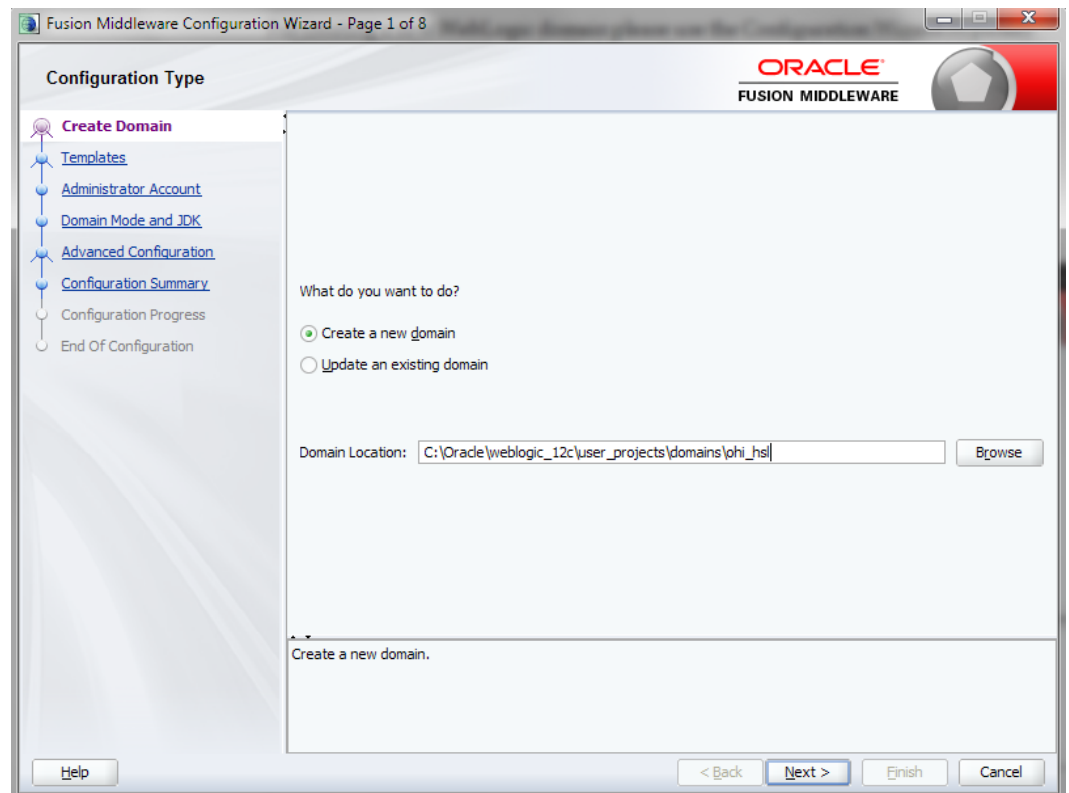 Fusion Middleware Configuration Wizard - Page 1 of 8
Configuration Type
ORACLE
FUSION MIDDLEWARE
Create Domain
Templates
Administrator Account
Domain Mode and JDK
Advanced Configuration
Configuration Summary
Configuration Progress
End Of Configuration
What do you want to do?
Create a new domain
Update an existing domain
Domain Location: C:\Oracle\weblogic_12c\user_projects\domains\ohi_hsl Browse
Create a new domain.
Help < Back Next > Finish Cancel